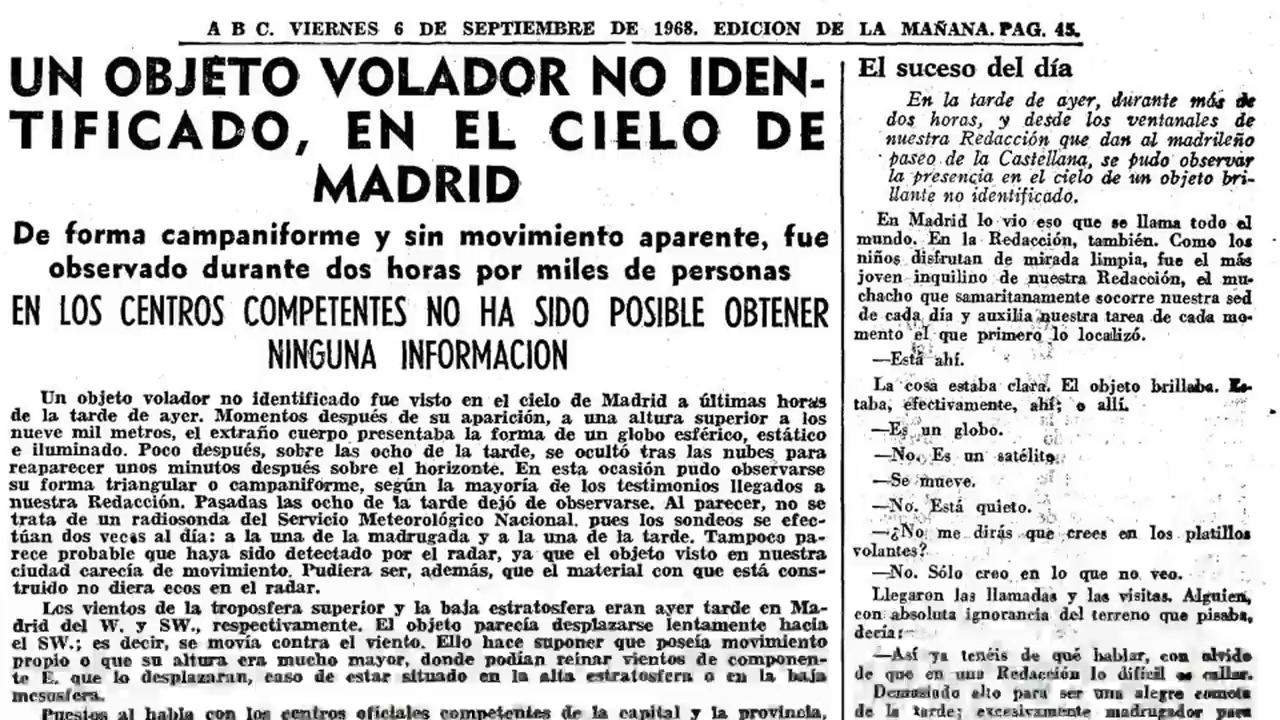 A B C. VIERNES 6 DE SEPTIEMBRE DE 1968. EDICION DE LA MAÑANA. PAG. 45.
UN OBJETO VOLADOR NO IDEN-
TIFICADO, EN EL CIELO DE
MADRID
De forma campaniforme y sin movimiento aparente, fue
observado durante dos horas por miles de personas
EN LOS CENTROS COMPETENTES NO HA SIDO POSIBLE OBTENER
NINGUNA INFORMACION
Un objeto volador no identificado fue visto en el cielo de Madrid a últimas horas
de la tarde de ayer. Momentos después de su aparición, a una altura superior a los
nueve mil metros, el extraño cuerpo presentaba la forma de un globo esférico, estático
e iluminado. Poco después, sobre las ocho de la tarde, se ocultó tras las nubes para
reaparecer unos minutos después sobre el horizonte. En esta ocasión pudo observarse
su forma triangular o campaniforme, según la mayoría de los testimonios llegados a
nuestra Redacción. Pasadas las ocho de la tarde dejó de observarse. Al parecer, no se
trata de un radiosonda del Servicio Meteorológico Nacional, pues los sondeos se efec-
túan dos veces al día: a la una de la madrugada y a la una de la tarde. Tampoco pa-
rece probable que haya sido detectado por el radar, ya que el objeto visto en nuestra
ciudad carecía de movimiento. Pudiera ser, además, que el material con que está cons-
truido no diera ecos en el radar.
Los vientos de la troposfera superior y la baja estratosfera eran ayer tarde en Ma-
drid del W. y SW., respectivamente. El objeto parecía desplazarse lentamente hacia
el SW.; es decir, se movía contra el viento. Ello hace suponer que poseía movimiento
propio o que su altura era mucho mayor, donde podían reinar vientos de componen-
te E. que lo desplazaran, caso de estar situado en la alta estratosfera o en la baja
mesosfera.
Puestos al habla con los centros oficiales competentes de la capital y la provincia,
El suceso del día
En la tarde de ayer, durante más de
dos horas, y desde los ventanales de
nuestra Redacción que dan al madrileño
paseo de la Castellana, se pudo observar
la presencia en el cielo de un objeto bri-
llante no identificado.
En Madrid lo vio eso que se llama todo el
mundo. En la Redacción, también. Como los
niños disfrutan de mirada limpia, fue el más
joven inquilino de nuestra Redacción, el mu-
chacho que samaritanamente socorre nuestra sed
de cada día y auxilia nuestra tarea de cada mo-
mento el que primero lo localizó.
—Está ahí.
La cosa estaba clara. El objeto brillaba. Es-
taba, efectivamente, ahí; o allí.
—Es un globo.
—No. Es un satélite.
—Se mueve.
—No. Está quieto.
—¿No me dirás que crees en los platillos
volantes?
—No. Sólo creo en lo que no veo.
Llegaron las llamadas y las visitas. Alguien,
con absoluta ignorancia del terreno que pisaba,
decía:
—Así ya tenéis de qué hablar, con olvido
de que en una Redacción lo difícil es callar.
Demasiado alto para ser una alegre cometa
de la tarde; excesivamente madrugador para